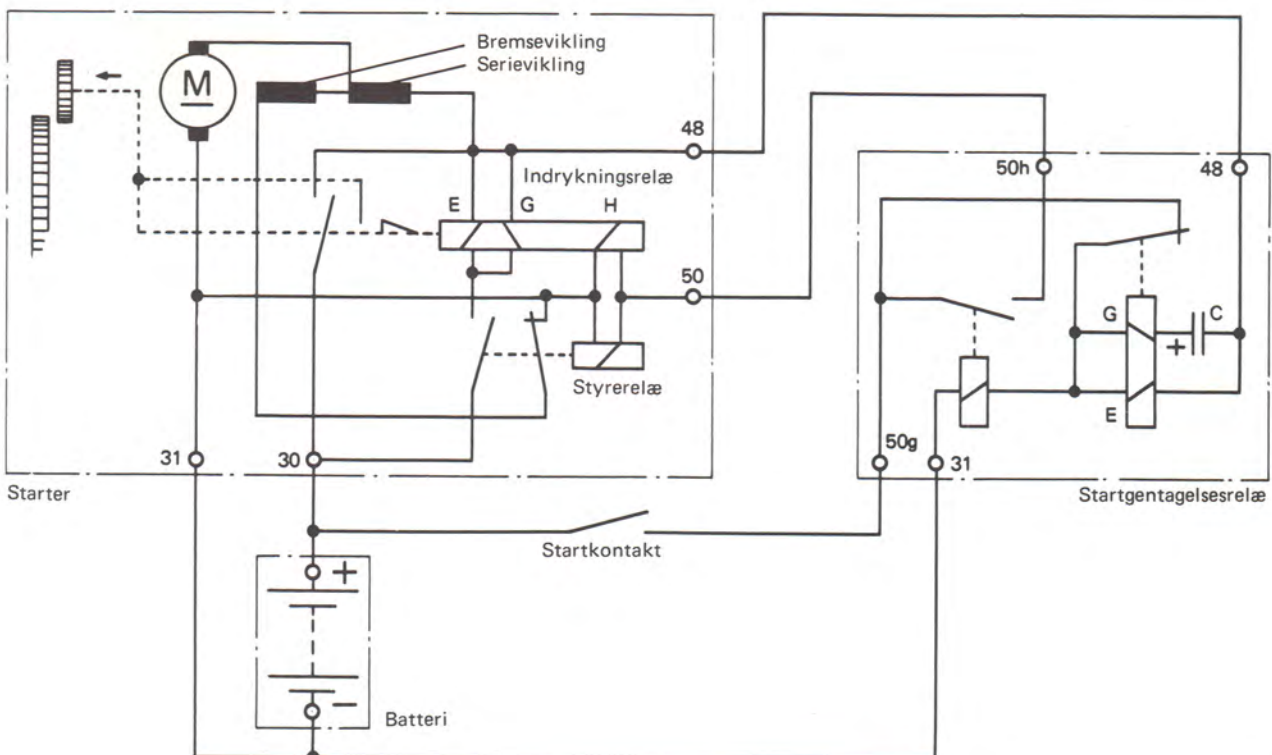 Bremsevikling
Serievikling
M
48
50h
48
Indrykningsrelæ
E
G
H
50
G
C
+
Styrerelæ
E
31
30
50g
31
Starter
Startgentagelsesrelæ
Startkontakt
+
−
Batteri